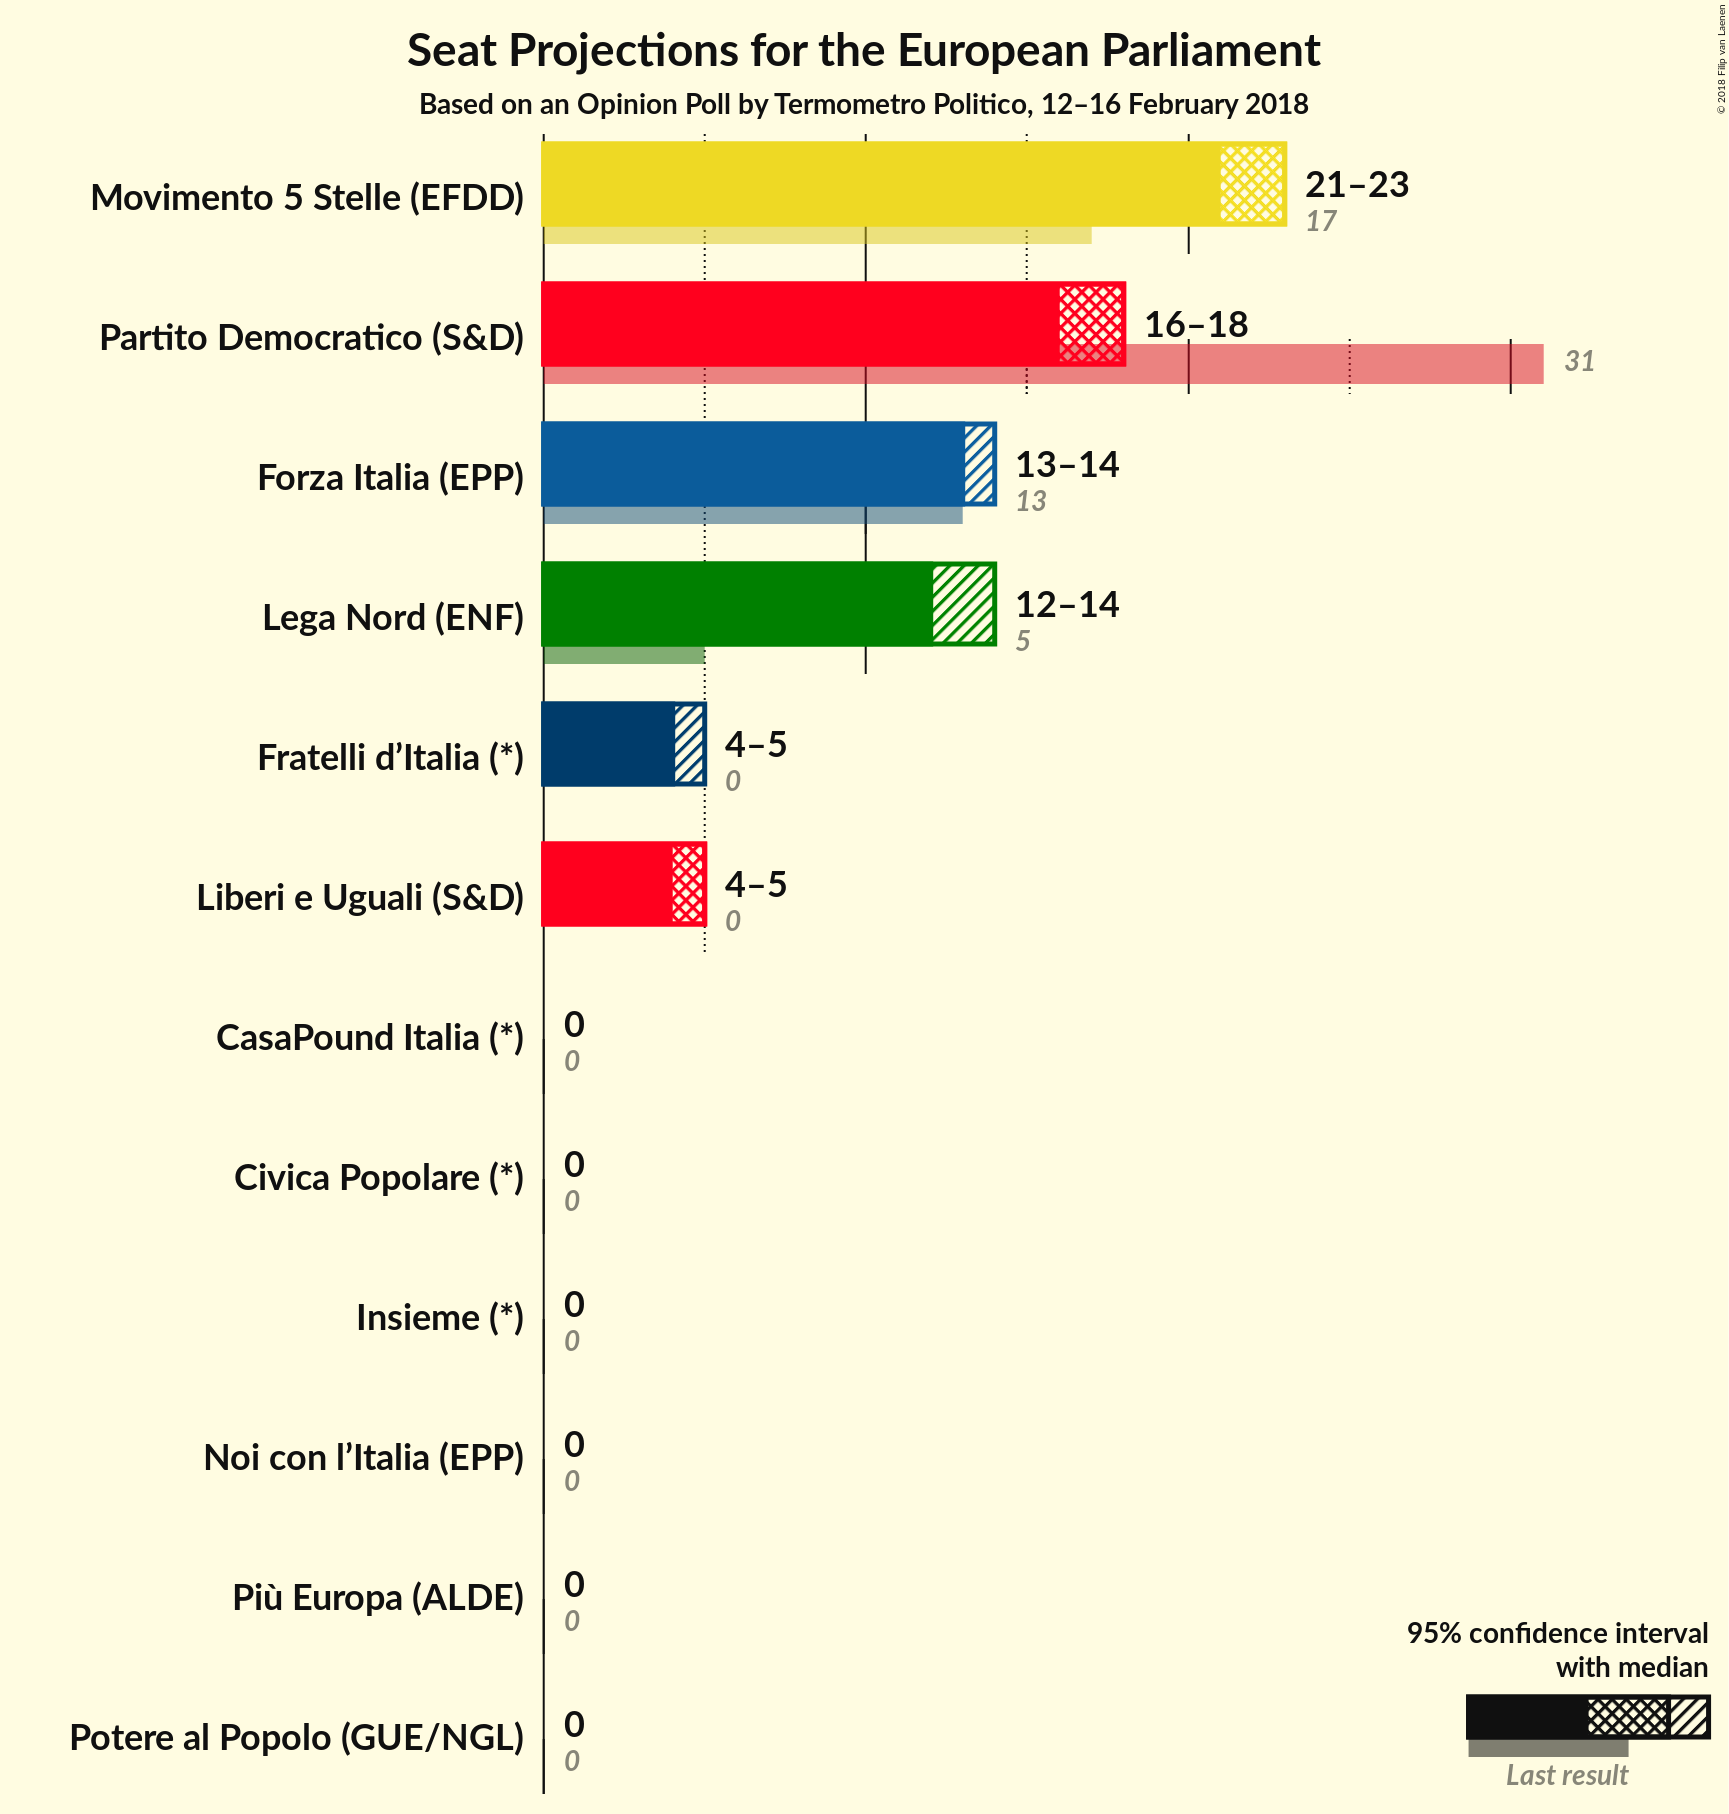 Seat Projections for the European Parliament
Based on an Opinion Poll by Termometro Politico, 12–16 February 2018
© 2018 Filip van Laenen
Movimento 5 Stelle (EFDD)
21–23
17
Partito Democratico (S&D)
16–18
31
Forza Italia (EPP)
13–14
13
Lega Nord (ENF)
12–14
5
Fratelli d’Italia (*)
4–5
0
Liberi e Uguali (S&D)
4–5
0
CasaPound Italia (*)
0
0
Civica Popolare (*)
0
0
Insieme (*)
0
0
Noi con l’Italia (EPP)
0
0
Più Europa (ALDE)
0
0
Potere al Popolo (GUE/NGL)
0
0
95% confidence interval
with median
Last result